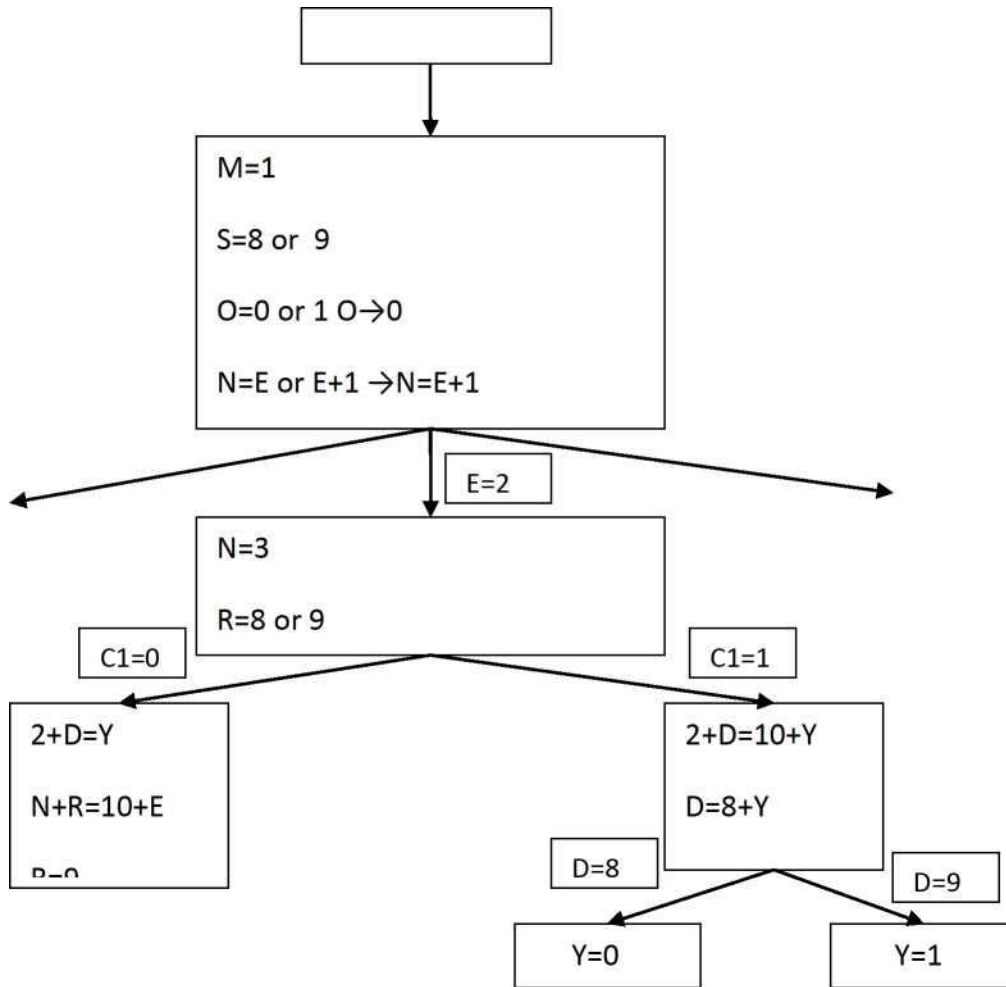 M=1
S=8 or 9
O=0 or 1 O→0
N=E or E+1 →N=E+1
E=2
N=3
R=8 or 9
C1=0
C1=1
2+D=Y
N+R=10+E
R=9
2+D=10+Y
D=8+Y
D=8
D=9
Y=0
Y=1